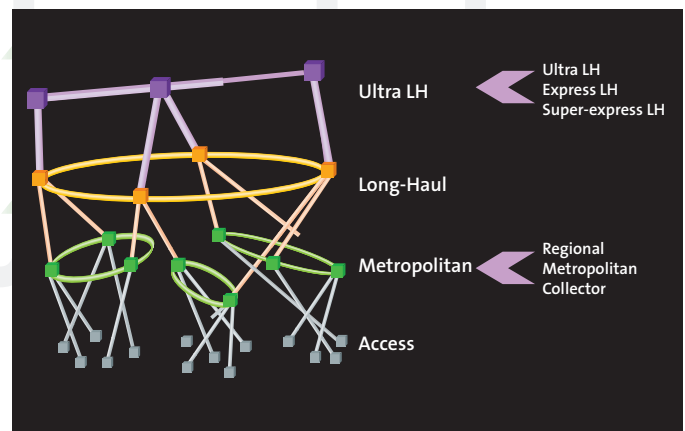 Ultra LH
Ultra LH
Express LH
Super-express LH
Long-Haul
Metropolitan
Regional
Metropolitan
Collector
Access